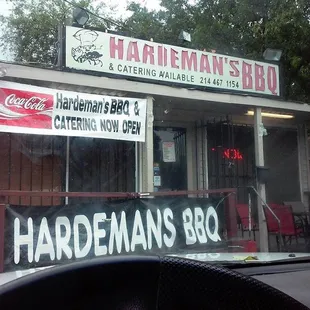 HARDEMAN'S BBQ
& CATERING AVAILABLE 214 467 1154
Coca-Cola
Hardeman's BBQ &
CATERING NOW OPEN
HARDEMANS BBQ